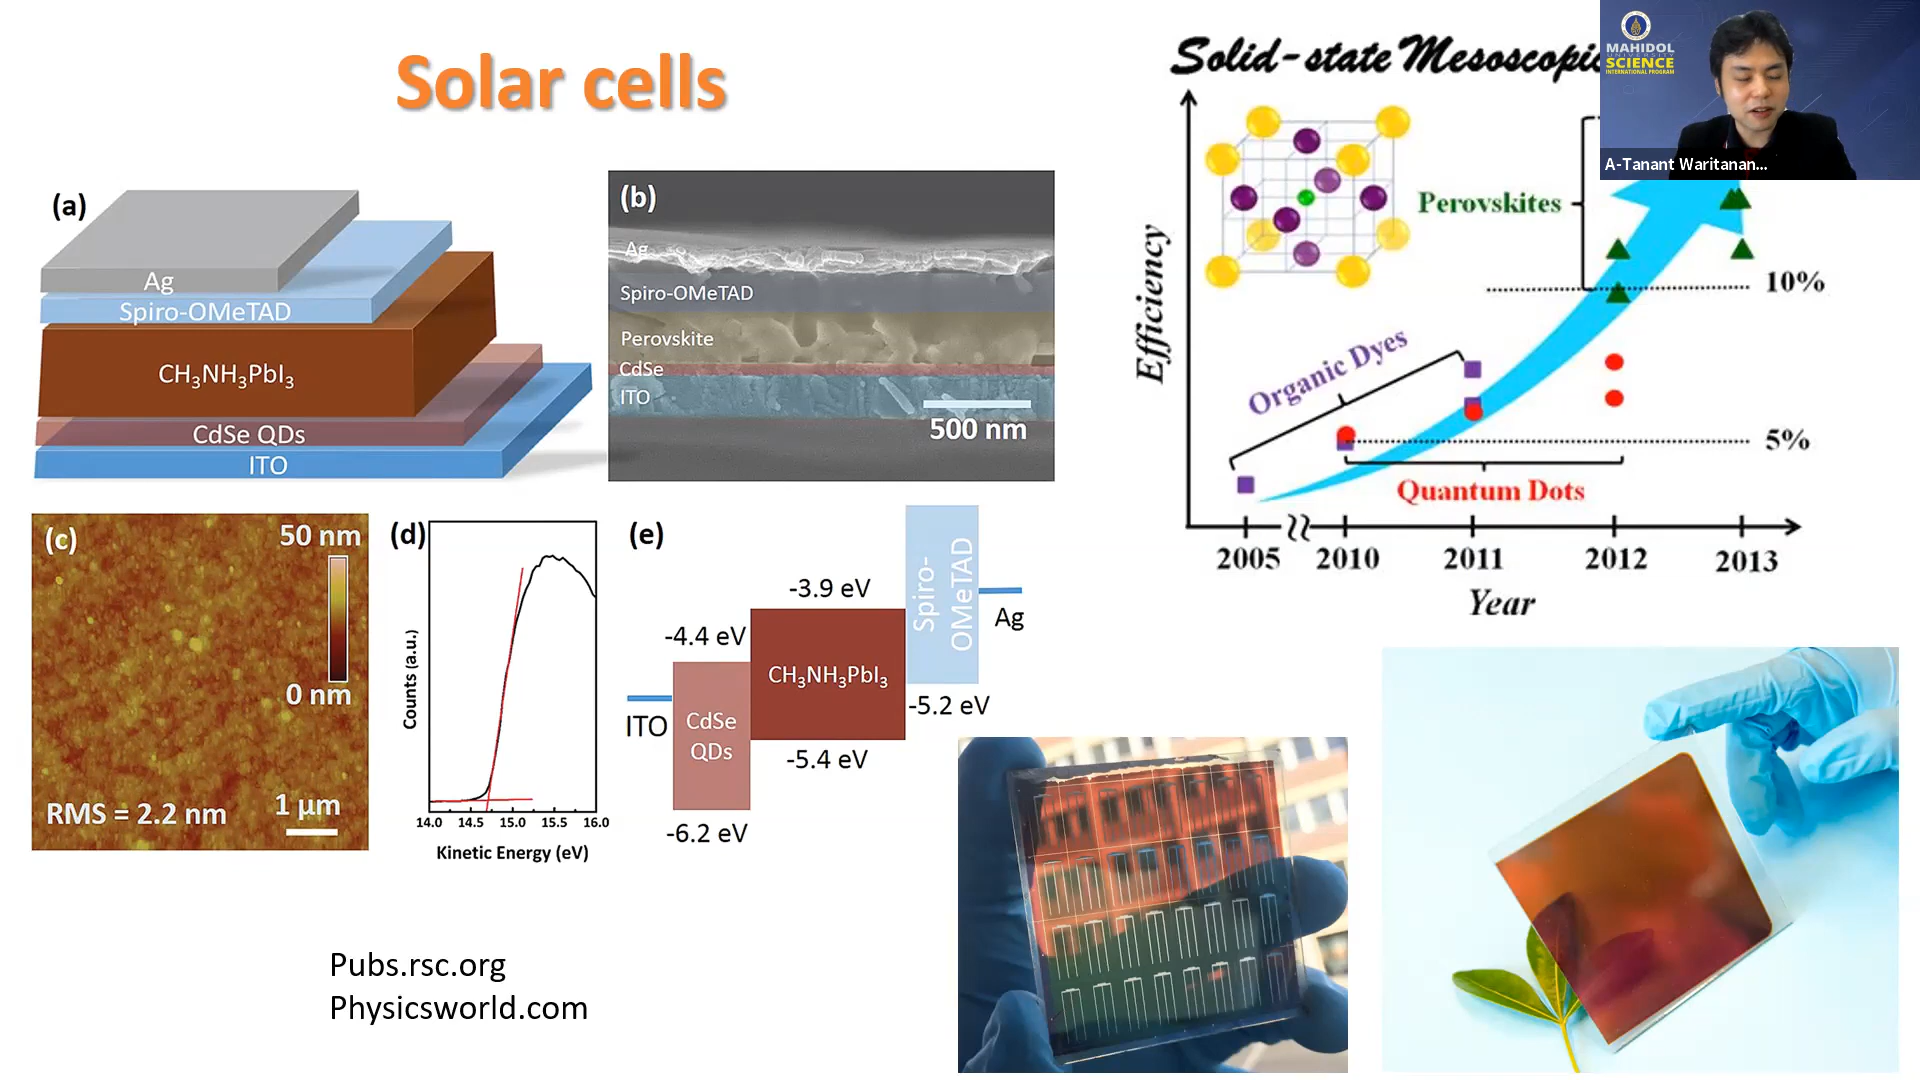 Solar cells
(a)
Ag
Spiro-OMeTAD
CH₃NH₃PbI₃
CdSe QDs
ITO
(b)
Ag
Spiro-OMeTAD
Perovskite
CdSe
ITO
500 nm
(c)
50 nm
0 nm
RMS = 2.2 nm
1 µm
(d)
Counts (a.u.)
14.0 14.5 15.0 15.5 16.0
Kinetic Energy (eV)
(e)
-3.9 eV
-4.4 eV
Spiro-
OMeTAD
Ag
CH₃NH₃PbI₃
ITO
CdSe
QDs
-5.2 eV
-5.4 eV
-6.2 eV
Pubs.rsc.org
Physicsworld.com
Solid-state Mesoscopic
Efficiency
Perovskites
10%
Organic Dyes
5%
Quantum Dots
2005 2010 2011 2012 2013
Year
MAHIDOL
UNIVERSITY
SCIENCE
INTERNATIONAL PROGRAM
A-Tanant Waritanan...